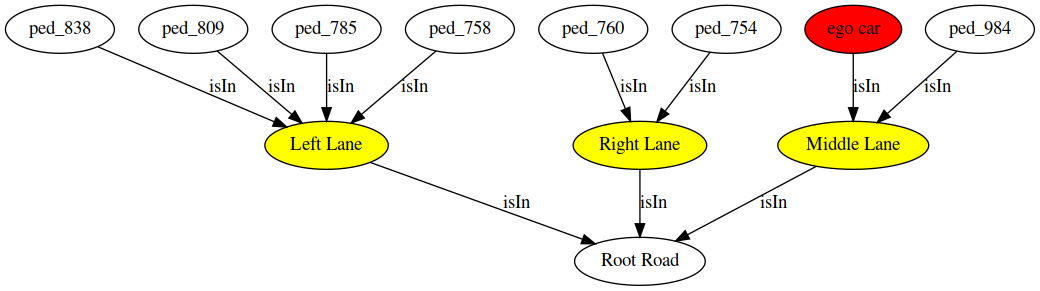 ped_838
ped_809
ped_785
ped_758
ped_760
ped_754
ego car
ped_984
isIn
isIn
isIn
isIn
isIn
isIn
isIn
isIn
Left Lane
Right Lane
Middle Lane
isIn
isIn
isIn
Root Road